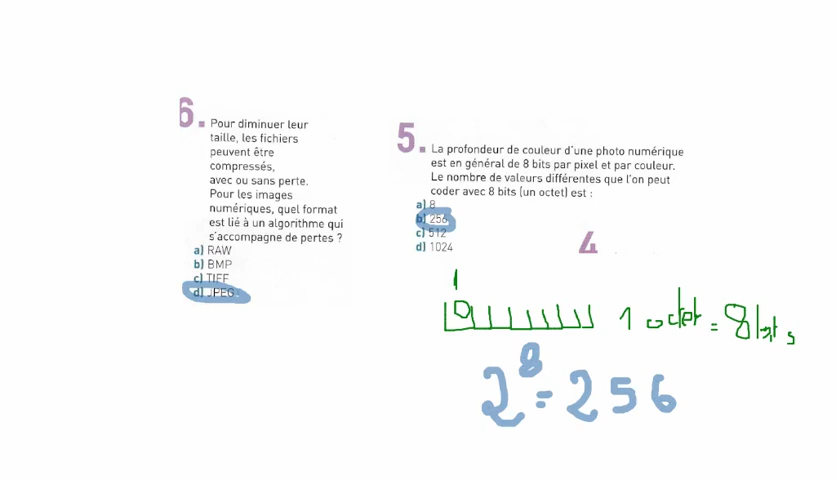 6.
Pour diminuer leur
taille, les fichiers
peuvent être
compressés,
avec ou sans perte.
Pour les images
numériques, quel format
est lié à un algorithme qui
s'accompagne de pertes ?
a) RAW
b) BMP
c) TIFF
d) JPEG
5.
La profondeur de couleur d'une photo numérique
est en général de 8 bits par pixel et par couleur.
Le nombre de valeurs différentes que l'on peut
coder avec 8 bits (un octet) est :
a) 8
b) 256
c) 512
d) 1024
4
1
0
1 octet = 8 bits
2⁸ = 256